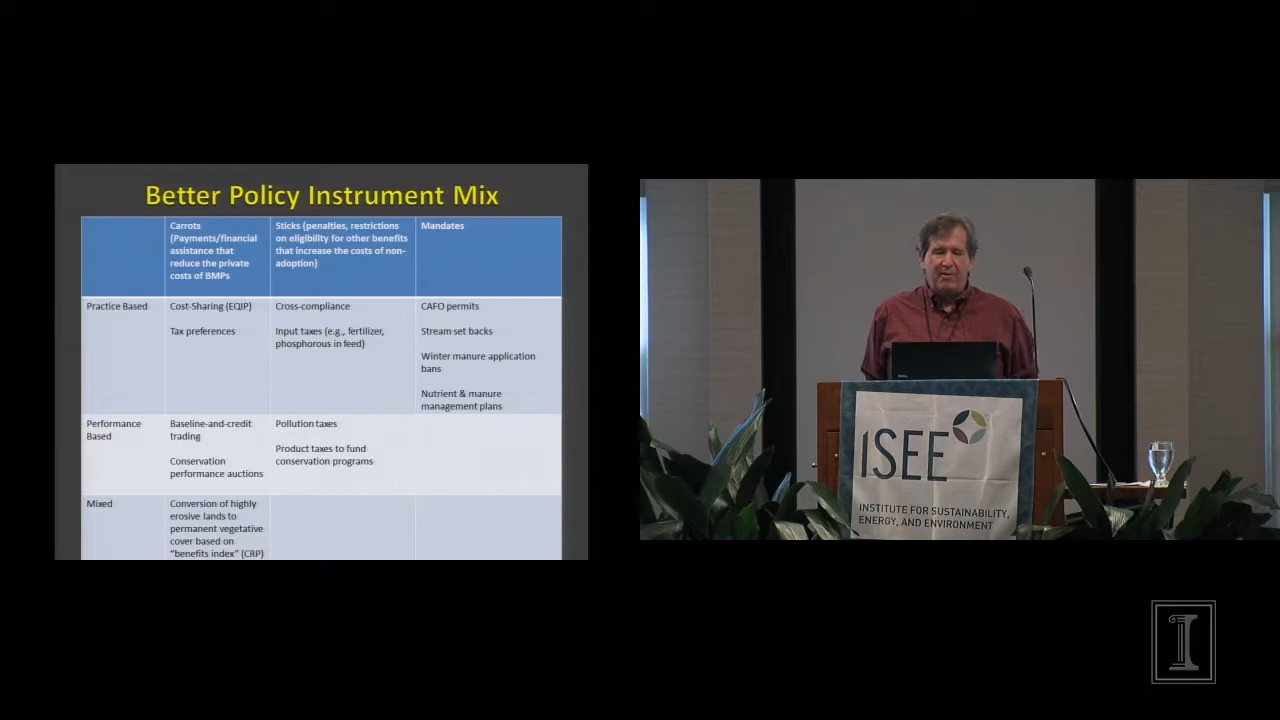 Better Policy Instrument Mix
Carrots
(Payments/financial
assistance that
reduce the private
costs of BMPs
Sticks (penalties, restrictions
on eligibility for other benefits
that increase the costs of non-
adoption)
Mandates
Practice Based
Cost-Sharing (EQIP)
Tax preferences
Cross-compliance
Input taxes (e.g., fertilizer,
phosphorous in feed)
CAFO permits
Stream set backs
Winter manure application
bans
Nutrient & manure
management plans
Performance
Based
Baseline-and-credit
trading
Conservation
performance auctions
Pollution taxes
Product taxes to fund
conservation programs
Mixed
Conversion of highly
erosive lands to
permanent vegetative
cover based on
"benefits index" (CRP)
ISEE
INSTITUTE FOR SUSTAINABILITY,
ENERGY, AND ENVIRONMENT
I